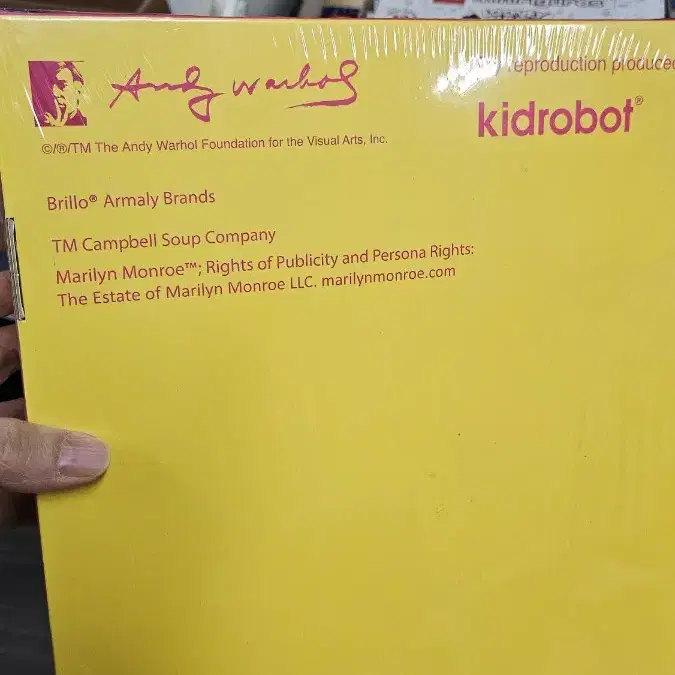 Andy Warhol
eproduction produce
kidrobot®
©/®/TM The Andy Warhol Foundation for the Visual Arts, Inc.
Brillo® Armaly Brands
TM Campbell Soup Company
Marilyn Monroe™; Rights of Publicity and Persona Rights:
The Estate of Marilyn Monroe LLC. marilynmonroe.com